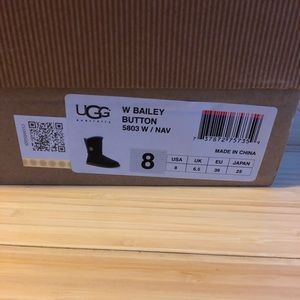 UGG
australia
W BAILEY
BUTTON
5803 W / NAV
8
MADE IN CHINA
USA UK EU JAPAN
8 6.5 39 25